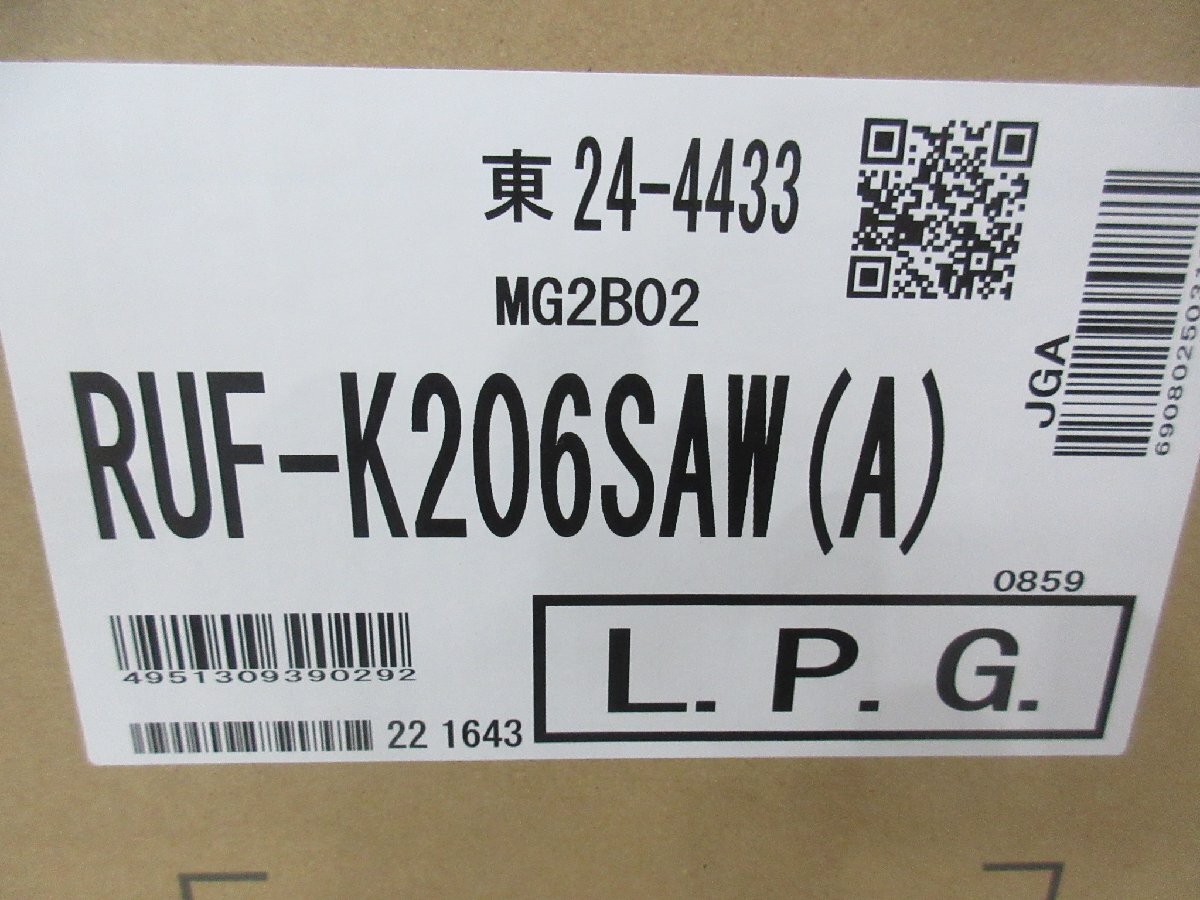 東 24-4433
MG2B02
RUF-K206SAW(A)
JGA
0859
L. P. G.
4951309390292
22 1643